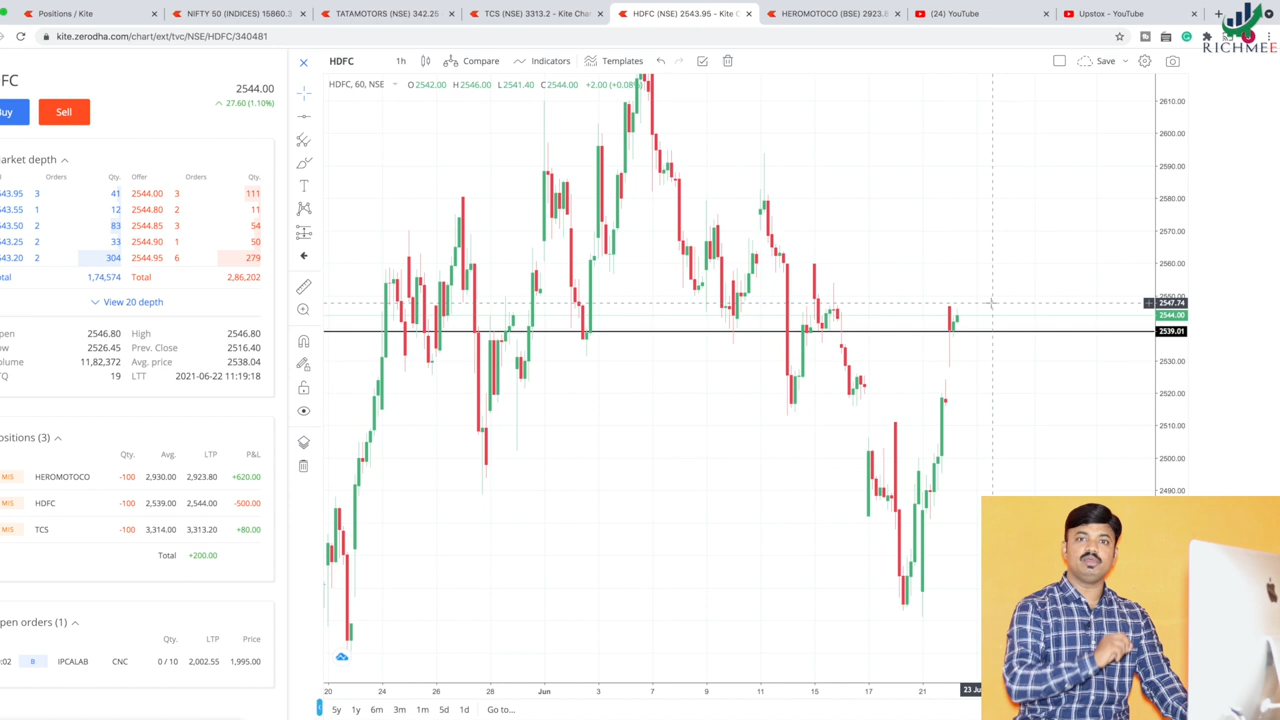 Positions / Kite
NIFTY 50 (INDICES) 15860.3
TATAMOTORS (NSE) 342.25
TCS (NSE) 3313.2 - Kite Cha
HDFC (NSE) 2543.95 - Kite C
HEROMOTOCO (BSE) 2923.8
(24) YouTube
Upstox - YouTube
kite.zerodha.com/chart/ext/tvc/NSE/HDFC/340481
RICHMEE
FC
2544.00
27.60 (1.10%)
uy
Sell
HDFC
1h
Compare
Indicators
Templates
Save
HDFC, 60, NSE
O2542.00 H2546.00 L2541.40 C2544.00 +2.00 (+0.08%)
arket depth
Orders Qty. Offer Orders Qty.
543.95 3 41 2544.00 3 111
543.55 1 12 2544.80 2 11
543.50 2 83 2544.85 3 54
543.25 2 33 2544.90 1 50
543.20 2 304 2544.95 6 279
otal 1,74,574 Total 2,86,202
View 20 depth
pen 2546.80 High 2546.80
ow 2526.45 Prev. Close 2516.40
olume 11,82,372 Avg. price 2538.04
TQ 19 LTT 2021-06-22 11:19:18
ositions (3)
Qty. Avg. LTP P&L
MIS HEROMOTOCO -100 2,930.00 2,923.80 +620.00
MIS HDFC -100 2,539.00 2,544.00 -500.00
MIS TCS -100 3,314.00 3,313.20 +80.00
Total +200.00
pen orders (1)
Qty. LTP Price
:02 B IPCALAB CNC 0 / 10 2,002.55 1,995.00
2610.00
2600.00
2590.00
2580.00
2570.00
2560.00
2547.74
2544.00
2539.01
2530.00
2520.00
2510.00
2500.00
2490.00
20 24 26 28 Jun 3 7 9 11 15 17 21 23 Ju
5y 1y 6m 3m 1m 5d 1d Go to...